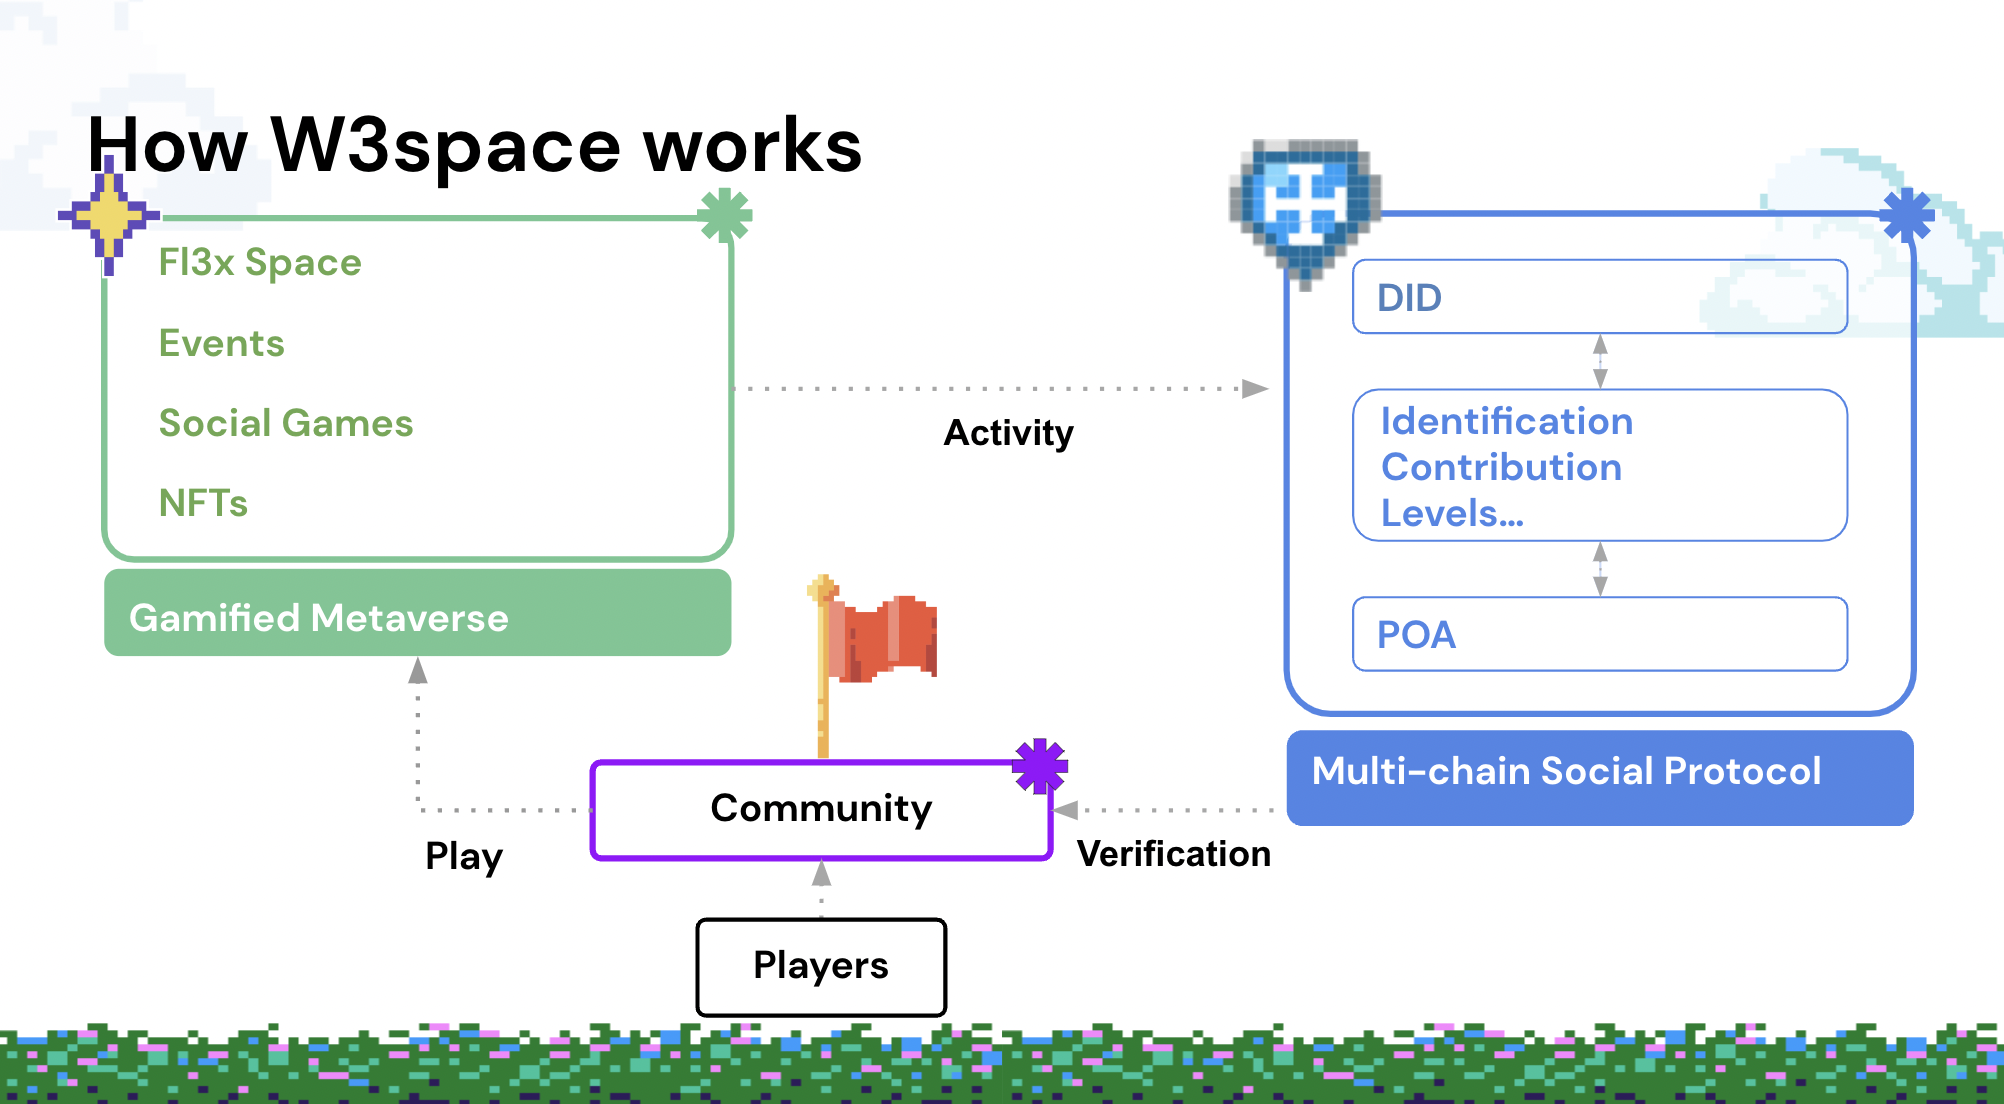 How W3space works
Fl3x Space
Events
Social Games
NFTs
Gamified Metaverse
Activity
DID
Identification
Contribution
Levels...
POA
Multi-chain Social Protocol
Community
Play
Verification
Players